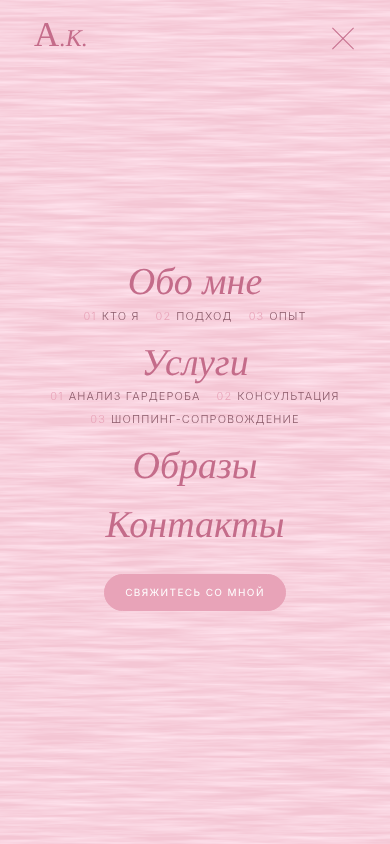 А.К.
Обо мне
01 КТО Я 02 ПОДХОД 03 ОПЫТ
Услуги
01 АНАЛИЗ ГАРДЕРОБА 02 КОНСУЛЬТАЦИЯ
03 ШОППИНГ-СОПРОВОЖДЕНИЕ
Образы
Контакты
СВЯЖИТЕСЬ СО МНОЙ